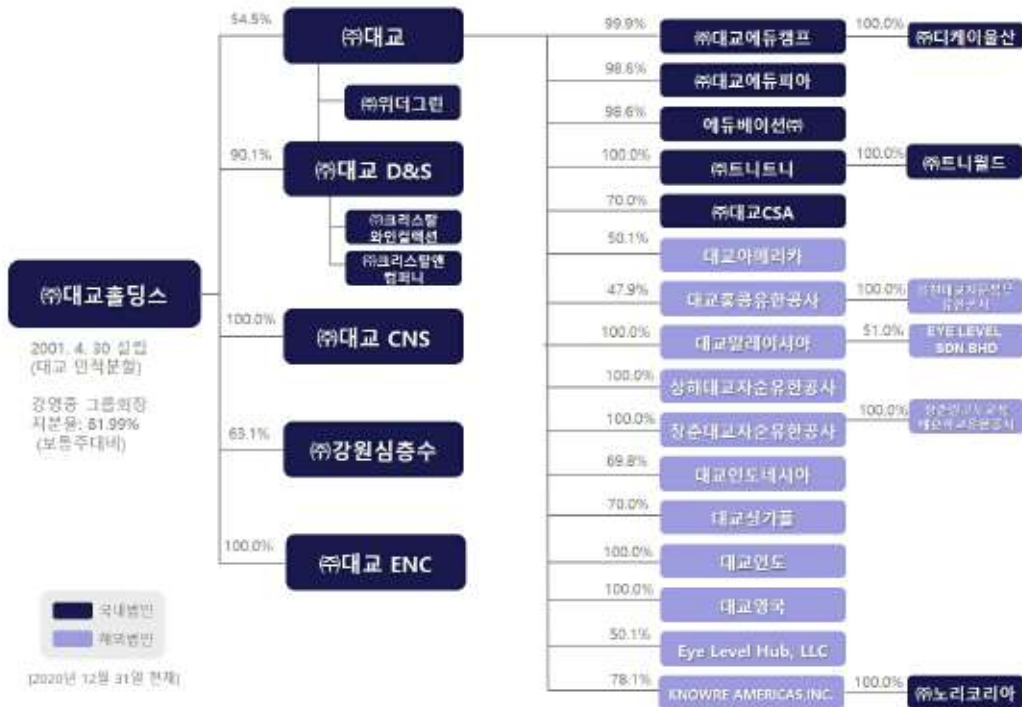 ㈜대교홀딩스
2001. 4. 30 설립
(대교 인적분할)
강영중 그룹회장
지분율: 81.99%
(보통주대비)
54.5%
㈜대교
㈜위더그린
90.1%
㈜대교 D&S
㈜크리스탈
와인컬렉션
㈜크리스탈앤
컴퍼니
100.0%
㈜대교 CNS
63.1%
㈜강원심층수
100.0%
㈜대교 ENC
99.9%
㈜대교에듀캠프
100.0%
㈜디케이울산
98.6%
㈜대교에듀피아
98.6%
에듀베이션㈜
100.0%
㈜트니트니
100.0%
㈜트니월드
70.0%
㈜대교CSA
50.1%
대교아메리카
47.9%
대교홍콩유한공사
100.0%
유한공사
100.0%
대교말레이시아
51.0%
EYE LEVEL
SDN.BHD
100.0%
상해대교자순유한공사
100.0%
장춘대교자순유한공사
100.0%
69.8%
대교인도네시아
70.0%
대교싱가폴
100.0%
대교인도
100.0%
대교영국
50.1%
Eye Level Hub, LLC
78.1%
KNOWRE AMERICAS,INC.
100.0%
㈜노리코리아
국내법인
해외법인
[2020년 12월 31일 현재]